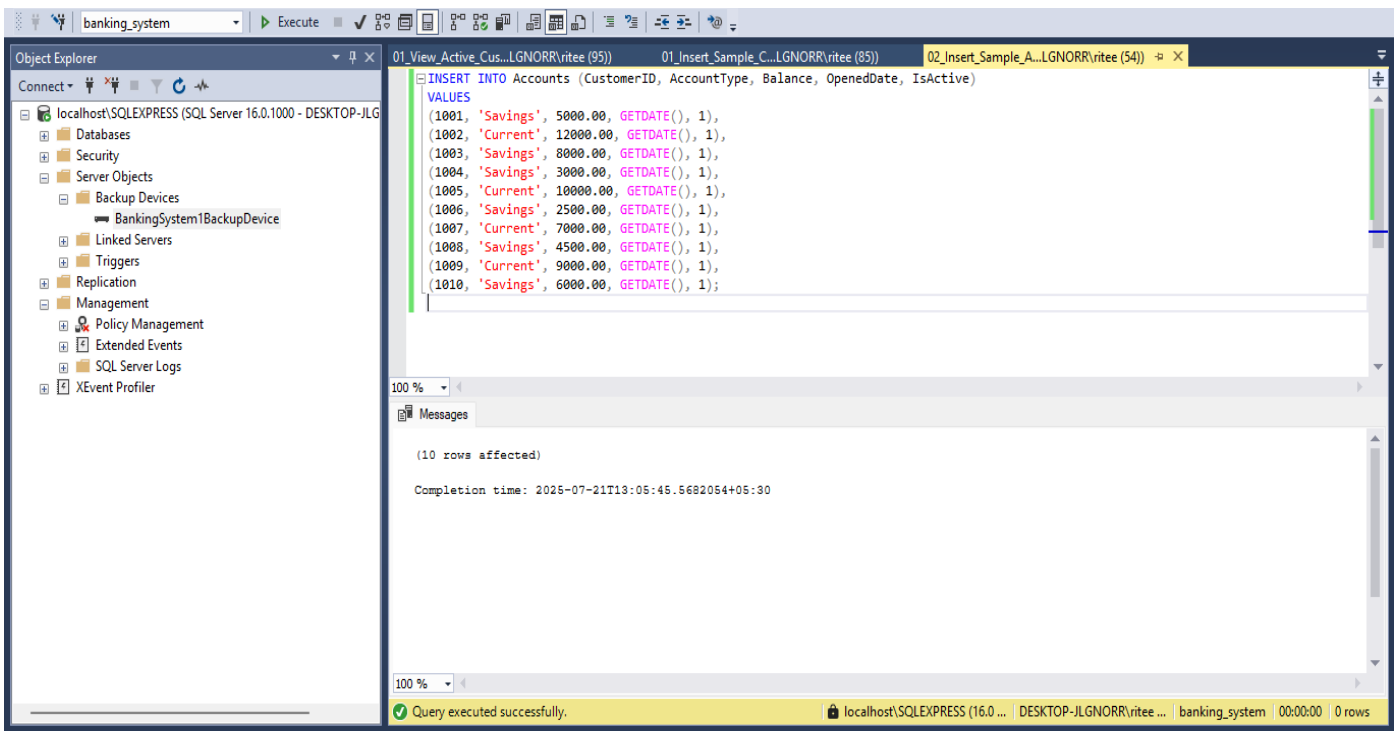 banking_system Execute
Object Explorer
Connect
localhost\SQLEXPRESS (SQL Server 16.0.1000 - DESKTOP-JLG
Databases
Security
Server Objects
Backup Devices
BankingSystem1BackupDevice
Linked Servers
Triggers
Replication
Management
Policy Management
Extended Events
SQL Server Logs
XEvent Profiler
01_View_Active_Cus...LGNORR\ritee (95)) 01_Insert_Sample_C...LGNORR\ritee (85)) 02_Insert_Sample_A...LGNORR\ritee (54))
INSERT INTO Accounts (CustomerID, AccountType, Balance, OpenedDate, IsActive)
VALUES
(1001, 'Savings', 5000.00, GETDATE(), 1),
(1002, 'Current', 12000.00, GETDATE(), 1),
(1003, 'Savings', 8000.00, GETDATE(), 1),
(1004, 'Savings', 3000.00, GETDATE(), 1),
(1005, 'Current', 10000.00, GETDATE(), 1),
(1006, 'Savings', 2500.00, GETDATE(), 1),
(1007, 'Current', 7000.00, GETDATE(), 1),
(1008, 'Savings', 4500.00, GETDATE(), 1),
(1009, 'Current', 9000.00, GETDATE(), 1),
(1010, 'Savings', 6000.00, GETDATE(), 1);
100 %
Messages
(10 rows affected)
Completion time: 2025-07-21T13:05:45.5682054+05:30
100 %
Query executed successfully. localhost\SQLEXPRESS (16.0 ... DESKTOP-JLGNORR\ritee ... banking_system 00:00:00 0 rows